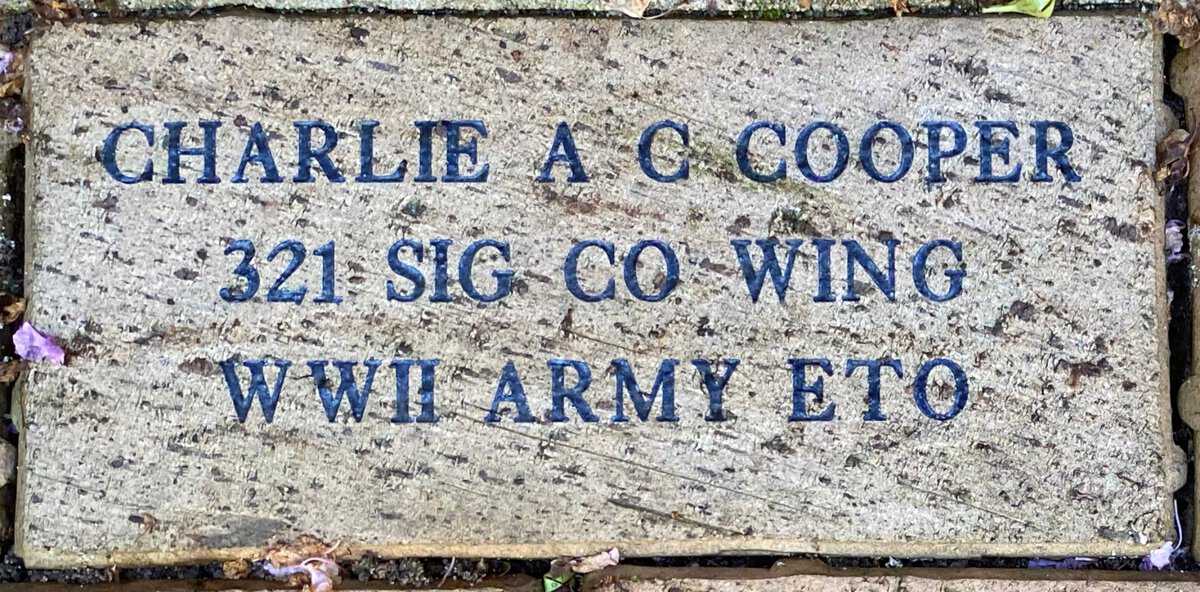 CHARLIE A C COOPER
321 SIG CO WING
WWII ARMY ETO